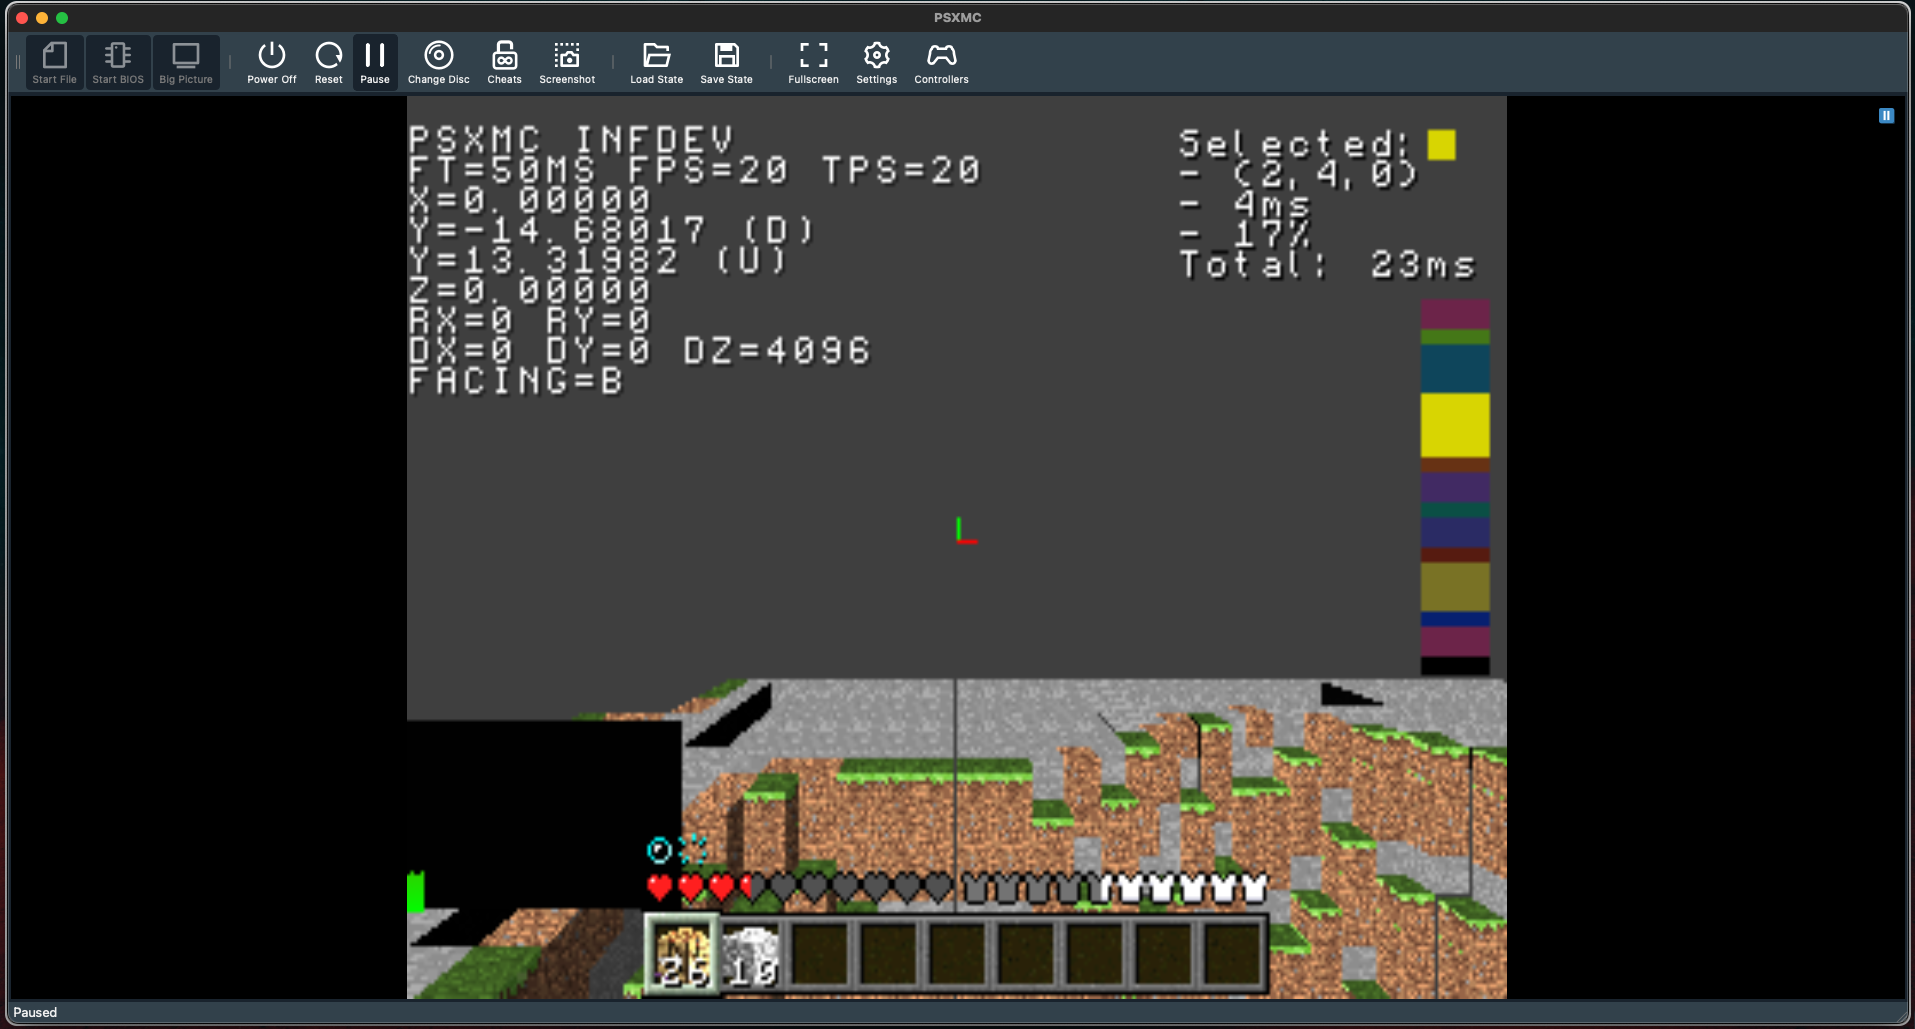 PSXMC
Start File
Start BIOS
Big Picture
Power Off
Reset
Pause
Change Disc
Cheats
Screenshot
Load State
Save State
Fullscreen
Settings
Controllers
PSXMC INFDEV
FT=50MS FPS=20 TPS=20
X=0.00000
Y=-14.68017 (D)
Y=13.31982 (U)
Z=0.00000
RX=0 RY=0
DX=0 DY=0 DZ=4096
FACING=B
Selected:
- (2,4,0)
- 4ms
- 17%
Total: 23ms
26
10
Paused